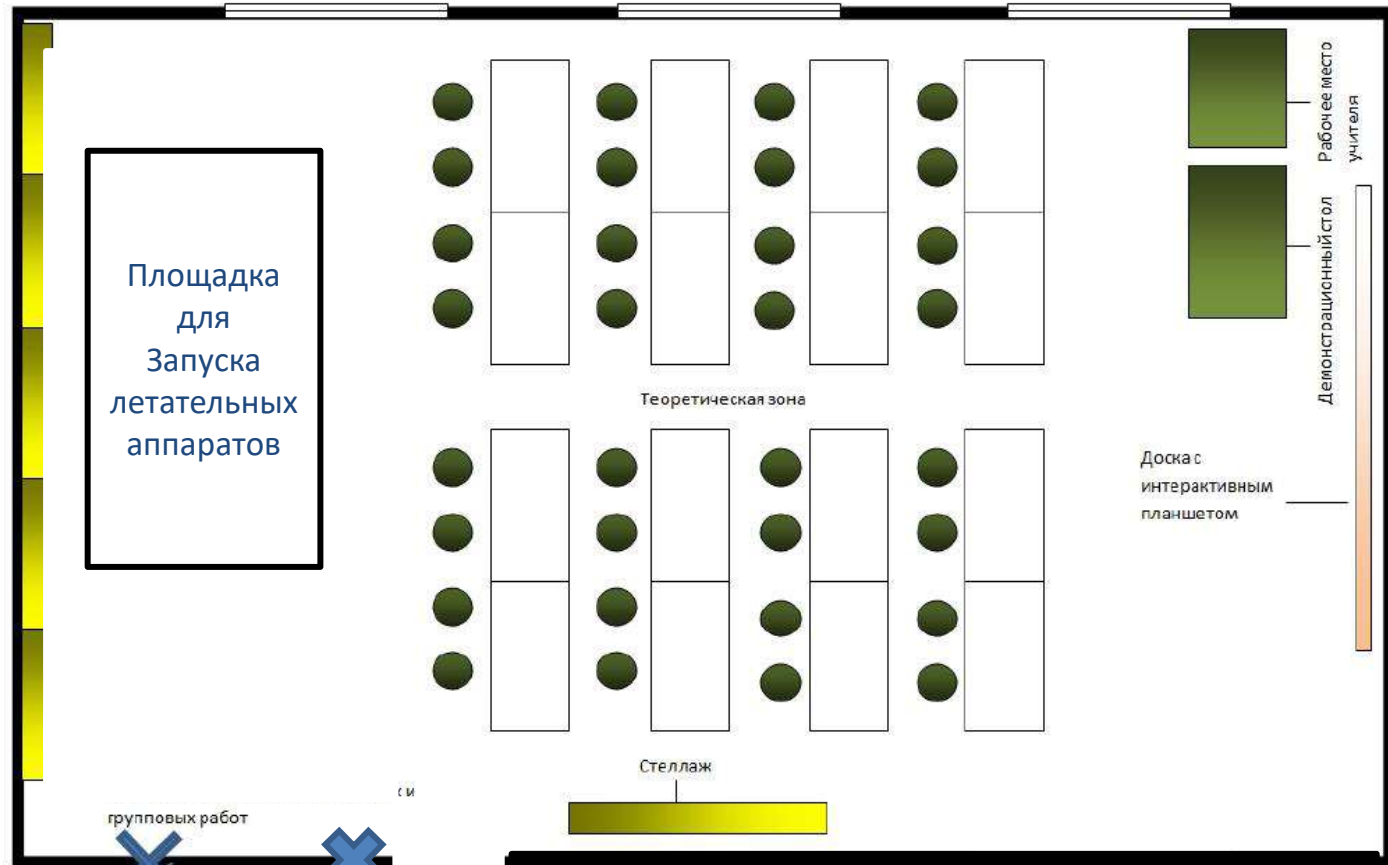 Рабочее место
учителя
Площадка
для
Запуска
летательных
аппаратов
Демонстрационный стол
Теоретическая зона
Доска с
интерактивным
планшетом
Стеллаж
и
групповых работ